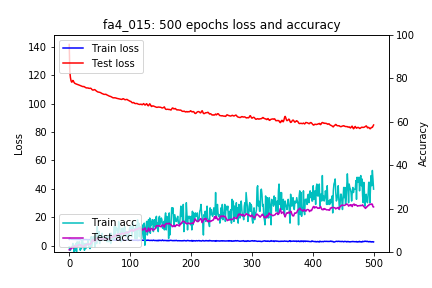 fa4_015: 500 epochs loss and accuracy
Train loss
Test loss
Train acc
Test acc
Loss
Accuracy
140
120
100
80
60
40
20
0
100
80
60
40
20
0
0
100
200
300
400
500